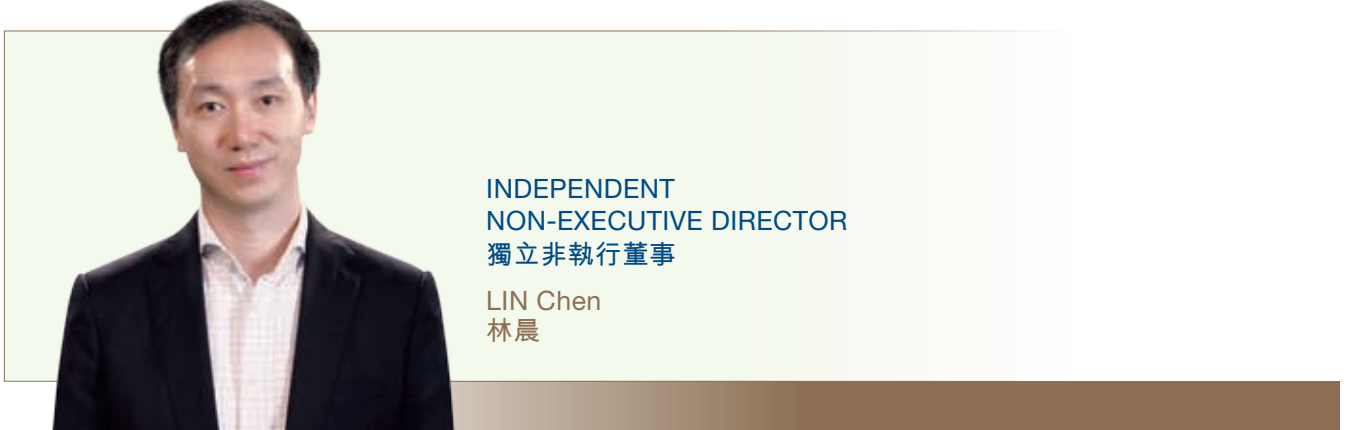 INDEPENDENT
NON-EXECUTIVE DIRECTOR
獨立非執行董事
LIN Chen
林晨